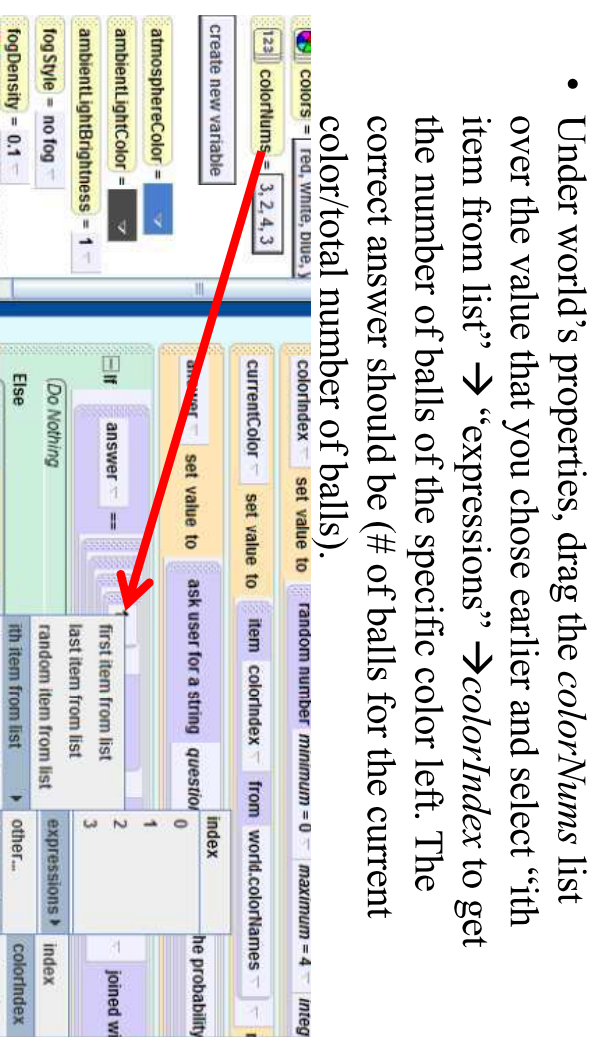 • Under world's properties, drag the colorNums list
over the value that you chose earlier and select “ith
item from list” → “expressions” →colorIndex to get
the number of balls of the specific color left. The
correct answer should be (# of balls for the current
color/total number of balls).
colors = red, white, blue, y
123 colorNums = 3, 2, 4, 3
create new variable
atmosphereColor =
ambientLightColor =
ambientLightBrightness = 1
fogStyle = no fog
fogDensity = 0.1
colorIndex set value to random number minimum = 0 maximum = 4 integ
currentColor set value to item colorIndex from world.colorNames
answer set value to ask user for a string question he probability
If answer == 1 joined wi
Do Nothing
Else
first item from list
last item from list
random item from list
ith item from list
index
0
1
2
3
expressions
other...
index
colorIndex